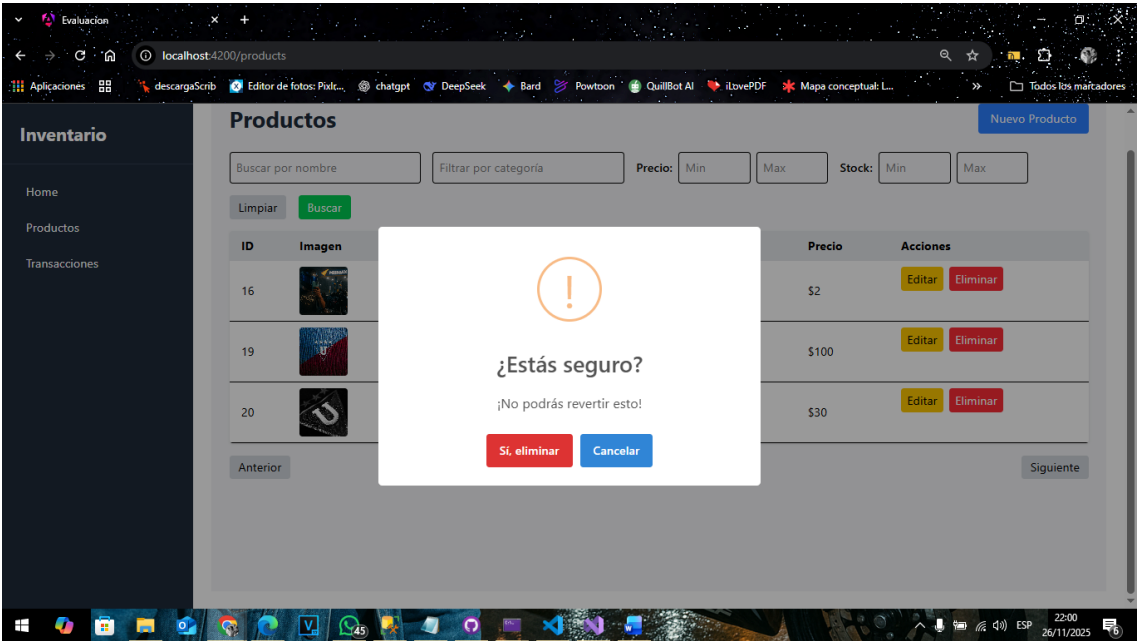 Evaluacion
localhost:4200/products
Aplicaciones
descargaScrib
Editor de fotos: Pixlr...
chatgpt
DeepSeek
Bard
Powtoon
QuillBot AI
iLovePDF
Mapa conceptual: L...
»
Todos los marcadores
Inventario
Home
Productos
Transacciones
Productos
Nuevo Producto
Buscar por nombre
Filtrar por categoría
Precio: Min Max
Stock: Min Max
Limpiar Buscar
ID Imagen Precio Acciones
16 $2 Editar Eliminar
19 $100 Editar Eliminar
20 $30 Editar Eliminar
Anterior Siguiente
!
¿Estás seguro?
¡No podrás revertir esto!
Sí, eliminar Cancelar
45
ESP
22:00
26/11/2025
6